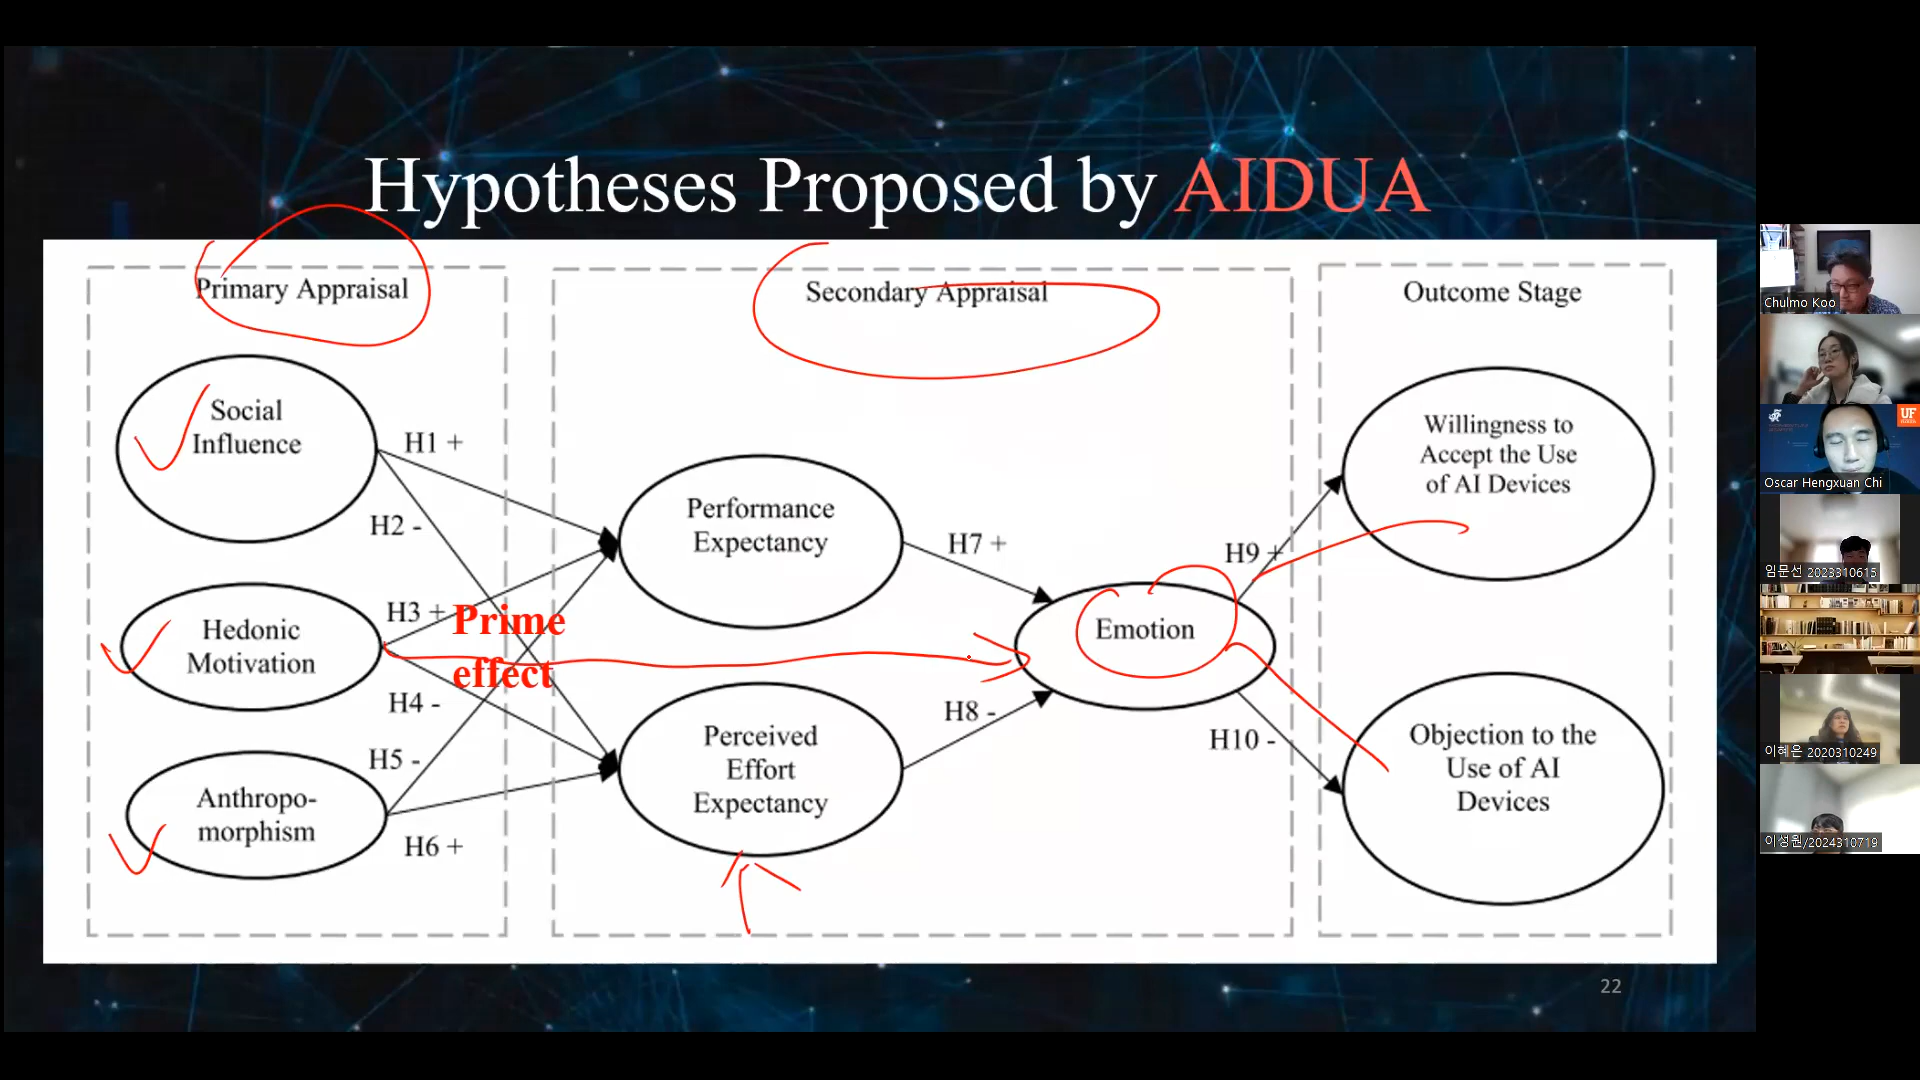 Hypotheses Proposed by AIDUA
Primary Appraisal
Secondary Appraisal
Outcome Stage
Social
Influence
Hedonic
Motivation
Anthropo-
morphism
H1 +
H2 -
H3 +
H4 -
H5 -
H6 +
Prime
effect
Performance
Expectancy
Perceived
Effort
Expectancy
H7 +
H8 -
Emotion
H9 +
H10 -
Willingness to
Accept the Use
of AI Devices
Objection to the
Use of AI
Devices
22
Chulmo Koo
UF
Oscar Hengxuan Chi
임문선 2023310615
이혜은 2020310249
이성원/2024310719